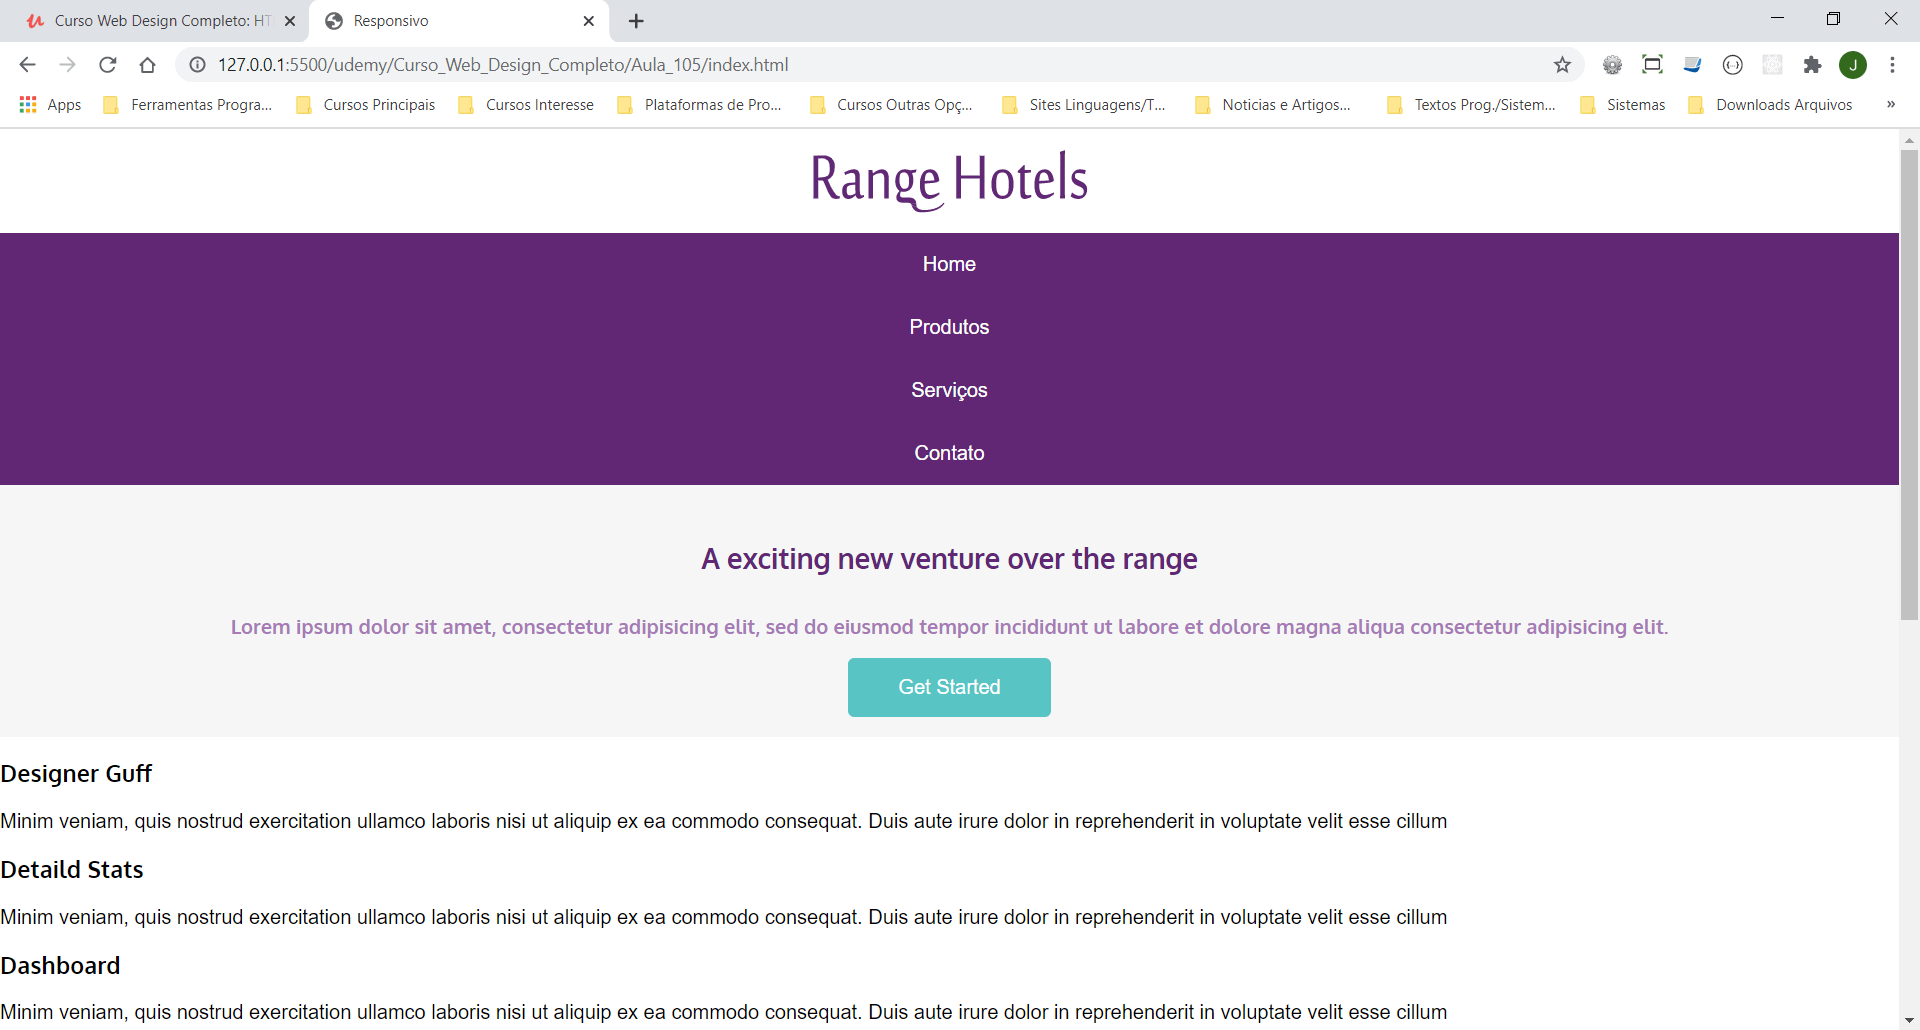 Curso Web Design Completo: HT
Responsivo
127.0.0.1:5500/udemy/Curso_Web_Design_Completo/Aula_105/index.html
J
Apps Ferramentas Progra... Cursos Principais Cursos Interesse Plataformas de Pro... Cursos Outras Opç... Sites Linguagens/T... Noticias e Artigos... Textos Prog./Sistem... Sistemas Downloads Arquivos »
Range Hotels
Home
Produtos
Serviços
Contato
A exciting new venture over the range
Lorem ipsum dolor sit amet, consectetur adipisicing elit, sed do eiusmod tempor incididunt ut labore et dolore magna aliqua consectetur adipisicing elit.
Get Started
Designer Guff
Minim veniam, quis nostrud exercitation ullamco laboris nisi ut aliquip ex ea commodo consequat. Duis aute irure dolor in reprehenderit in voluptate velit esse cillum
Detaild Stats
Minim veniam, quis nostrud exercitation ullamco laboris nisi ut aliquip ex ea commodo consequat. Duis aute irure dolor in reprehenderit in voluptate velit esse cillum
Dashboard
Minim veniam, quis nostrud exercitation ullamco laboris nisi ut aliquip ex ea commodo consequat. Duis aute irure dolor in reprehenderit in voluptate velit esse cillum